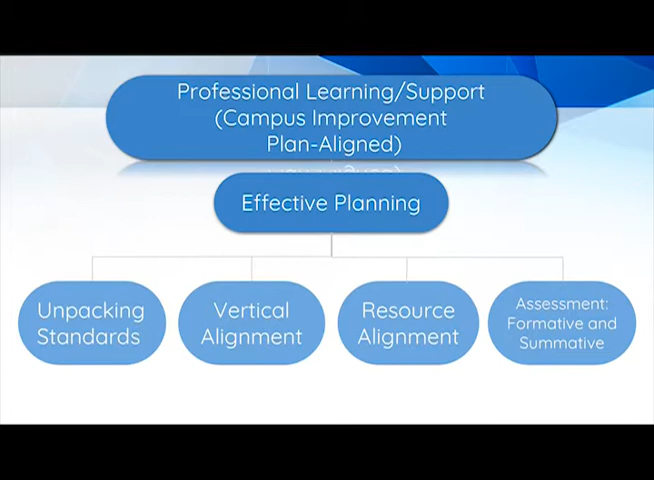 Professional Learning/Support
(Campus Improvement
Plan-Aligned)
Effective Planning
Unpacking
Standards
Vertical
Alignment
Resource
Alignment
Assessment:
Formative and
Summative